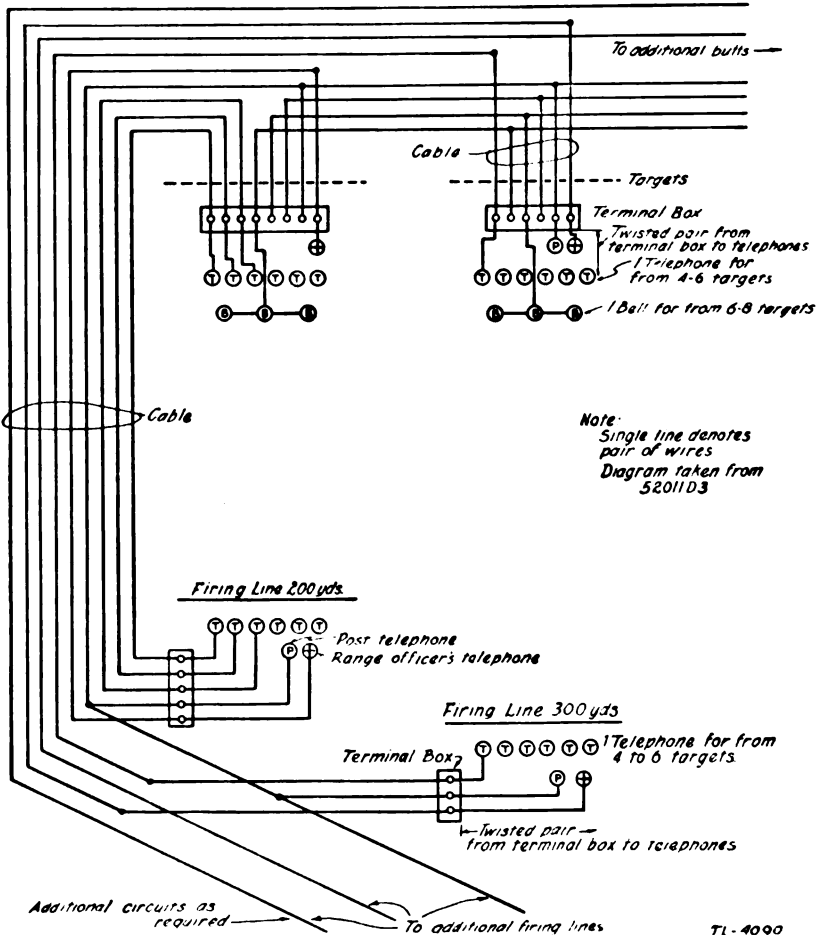 To additional butts
Cable
Targets
Terminal Box
Twisted pair from
terminal box to telephones
1 Telephone for
from 4-6 targets
T T T T T T
P
T T T T T T
B B B
B B B
1 Bell for from 6-8 targets
Cable
Note·
Single line denotes
pair of wires
Diagram taken from
52011D3
Firing Line 200 yds.
T T T T T T
P
Post telephone
Range officer's telephone
Firing Line 300 yds
Terminal Box
T T T T T T
1 Telephone for from
4 to 6 targets.
P
Twisted pair
from terminal box to telephones
Additional circuits as
required
To additional firing lines
TL-4090